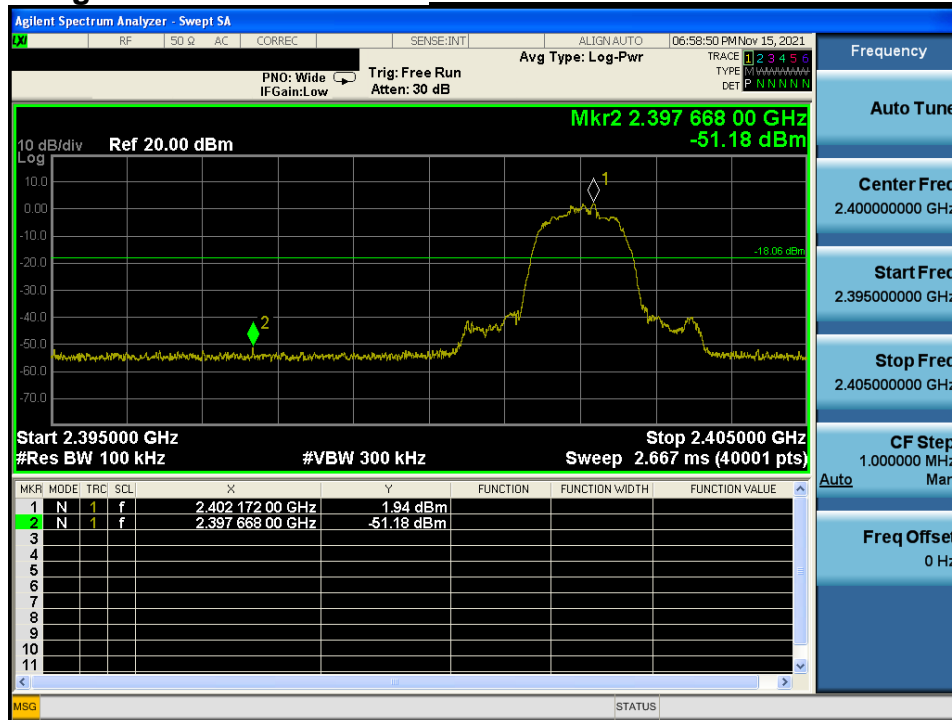 Agilent Spectrum Analyzer - Swept SA
LXI RF 50 Ω AC CORREC SENSE:INT ALIGN AUTO 06:58:50 PM Nov 15, 2021
Frequency
Avg Type: Log-Pwr
TRACE 1 2 3 4 5 6
PNO: Wide Trig: Free Run
TYPE M
IFGain:Low Atten: 30 dB
DET P N N N N N
Auto Tune
Mkr2 2.397 668 00 GHz
-51.18 dBm
10 dB/div Ref 20.00 dBm
Log
10.0
0.00
-10.0
-20.0
-30.0
-40.0
-50.0
-60.0
-70.0
1
2
-18.06 dBm
Center Freq
2.400000000 GHz
Start Freq
2.395000000 GHz
Stop Freq
2.405000000 GHz
Start 2.395000 GHz Stop 2.405000 GHz
#Res BW 100 kHz #VBW 300 kHz Sweep 2.667 ms (40001 pts)
CF Step
1.000000 MHz
Auto Man
MKR MODE TRC SCL X Y FUNCTION FUNCTION WIDTH FUNCTION VALUE
1 N 1 f 2.402 172 00 GHz 1.94 dBm
2 N 1 f 2.397 668 00 GHz -51.18 dBm
3
4
5
6
7
8
9
10
11
Freq Offset
0 Hz
MSG STATUS